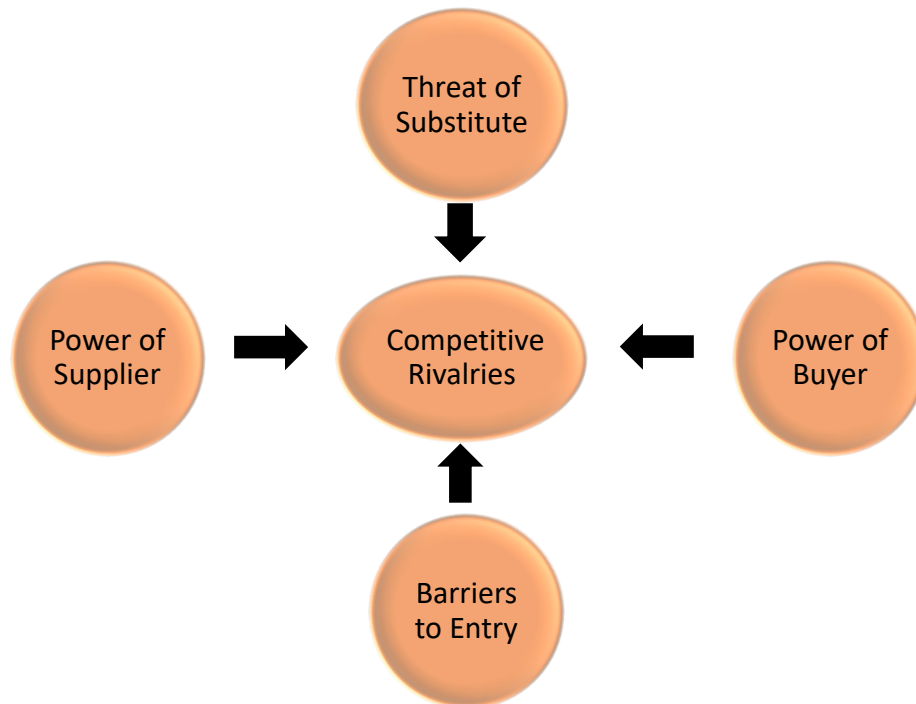 Threat of
Substitute
Power of
Supplier
Competitive
Rivalries
Power of
Buyer
Barriers
to Entry